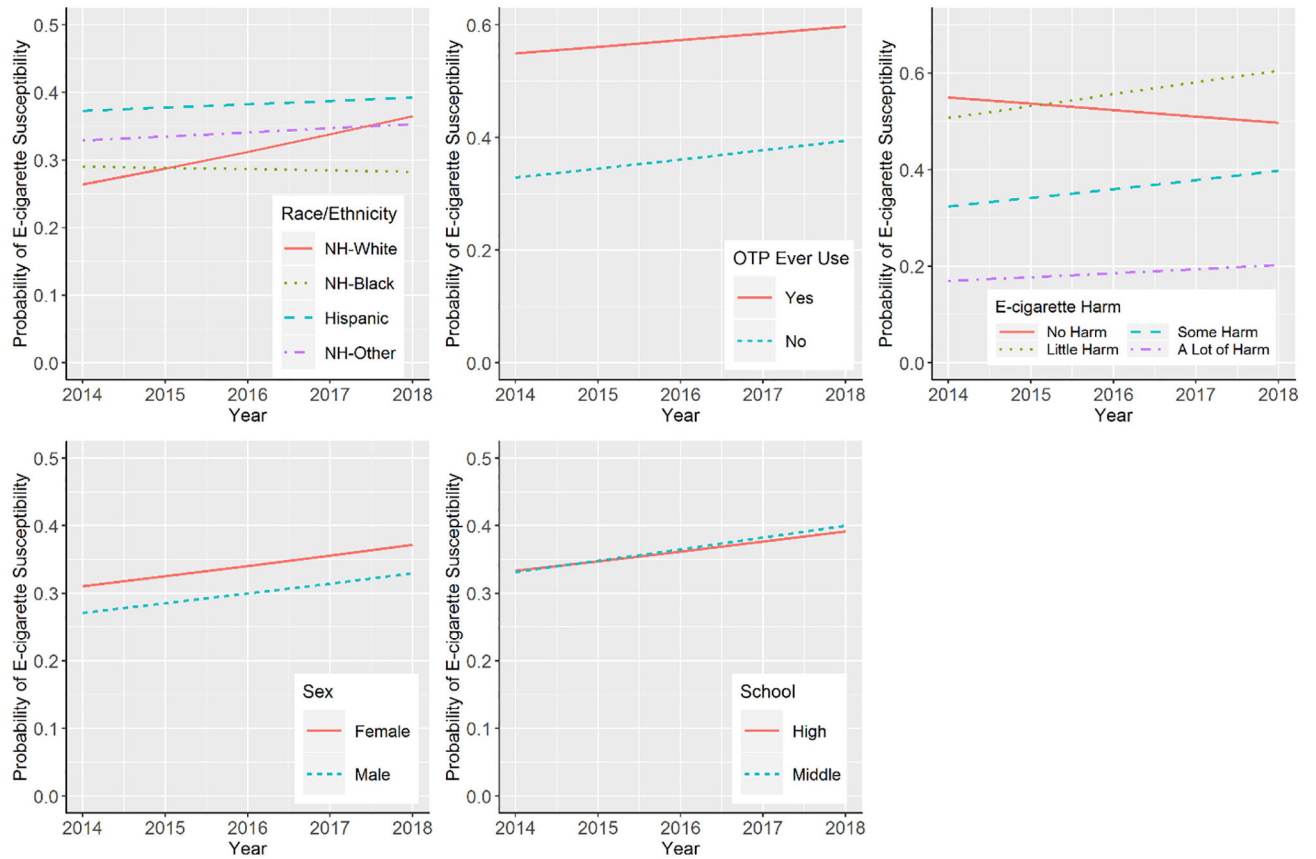 Probability of E-cigarette Susceptibility
0.5
0.4
0.3
0.2
0.1
0.0
Race/Ethnicity
NH-White
NH-Black
Hispanic
NH-Other
2014 2015 2016 2017 2018
Year
Probability of E-cigarette Susceptibility
0.6
0.4
0.2
0.0
OTP Ever Use
Yes
No
2014 2015 2016 2017 2018
Year
Probability of E-cigarette Susceptibility
0.6
0.4
0.2
0.0
E-cigarette Harm
No Harm Some Harm
Little Harm A Lot of Harm
2014 2015 2016 2017 2018
Year
Probability of E-cigarette Susceptibility
0.5
0.4
0.3
0.2
0.1
0.0
Sex
Female
Male
2014 2015 2016 2017 2018
Year
Probability of E-cigarette Susceptibility
0.5
0.4
0.3
0.2
0.1
0.0
School
High
Middle
2014 2015 2016 2017 2018
Year